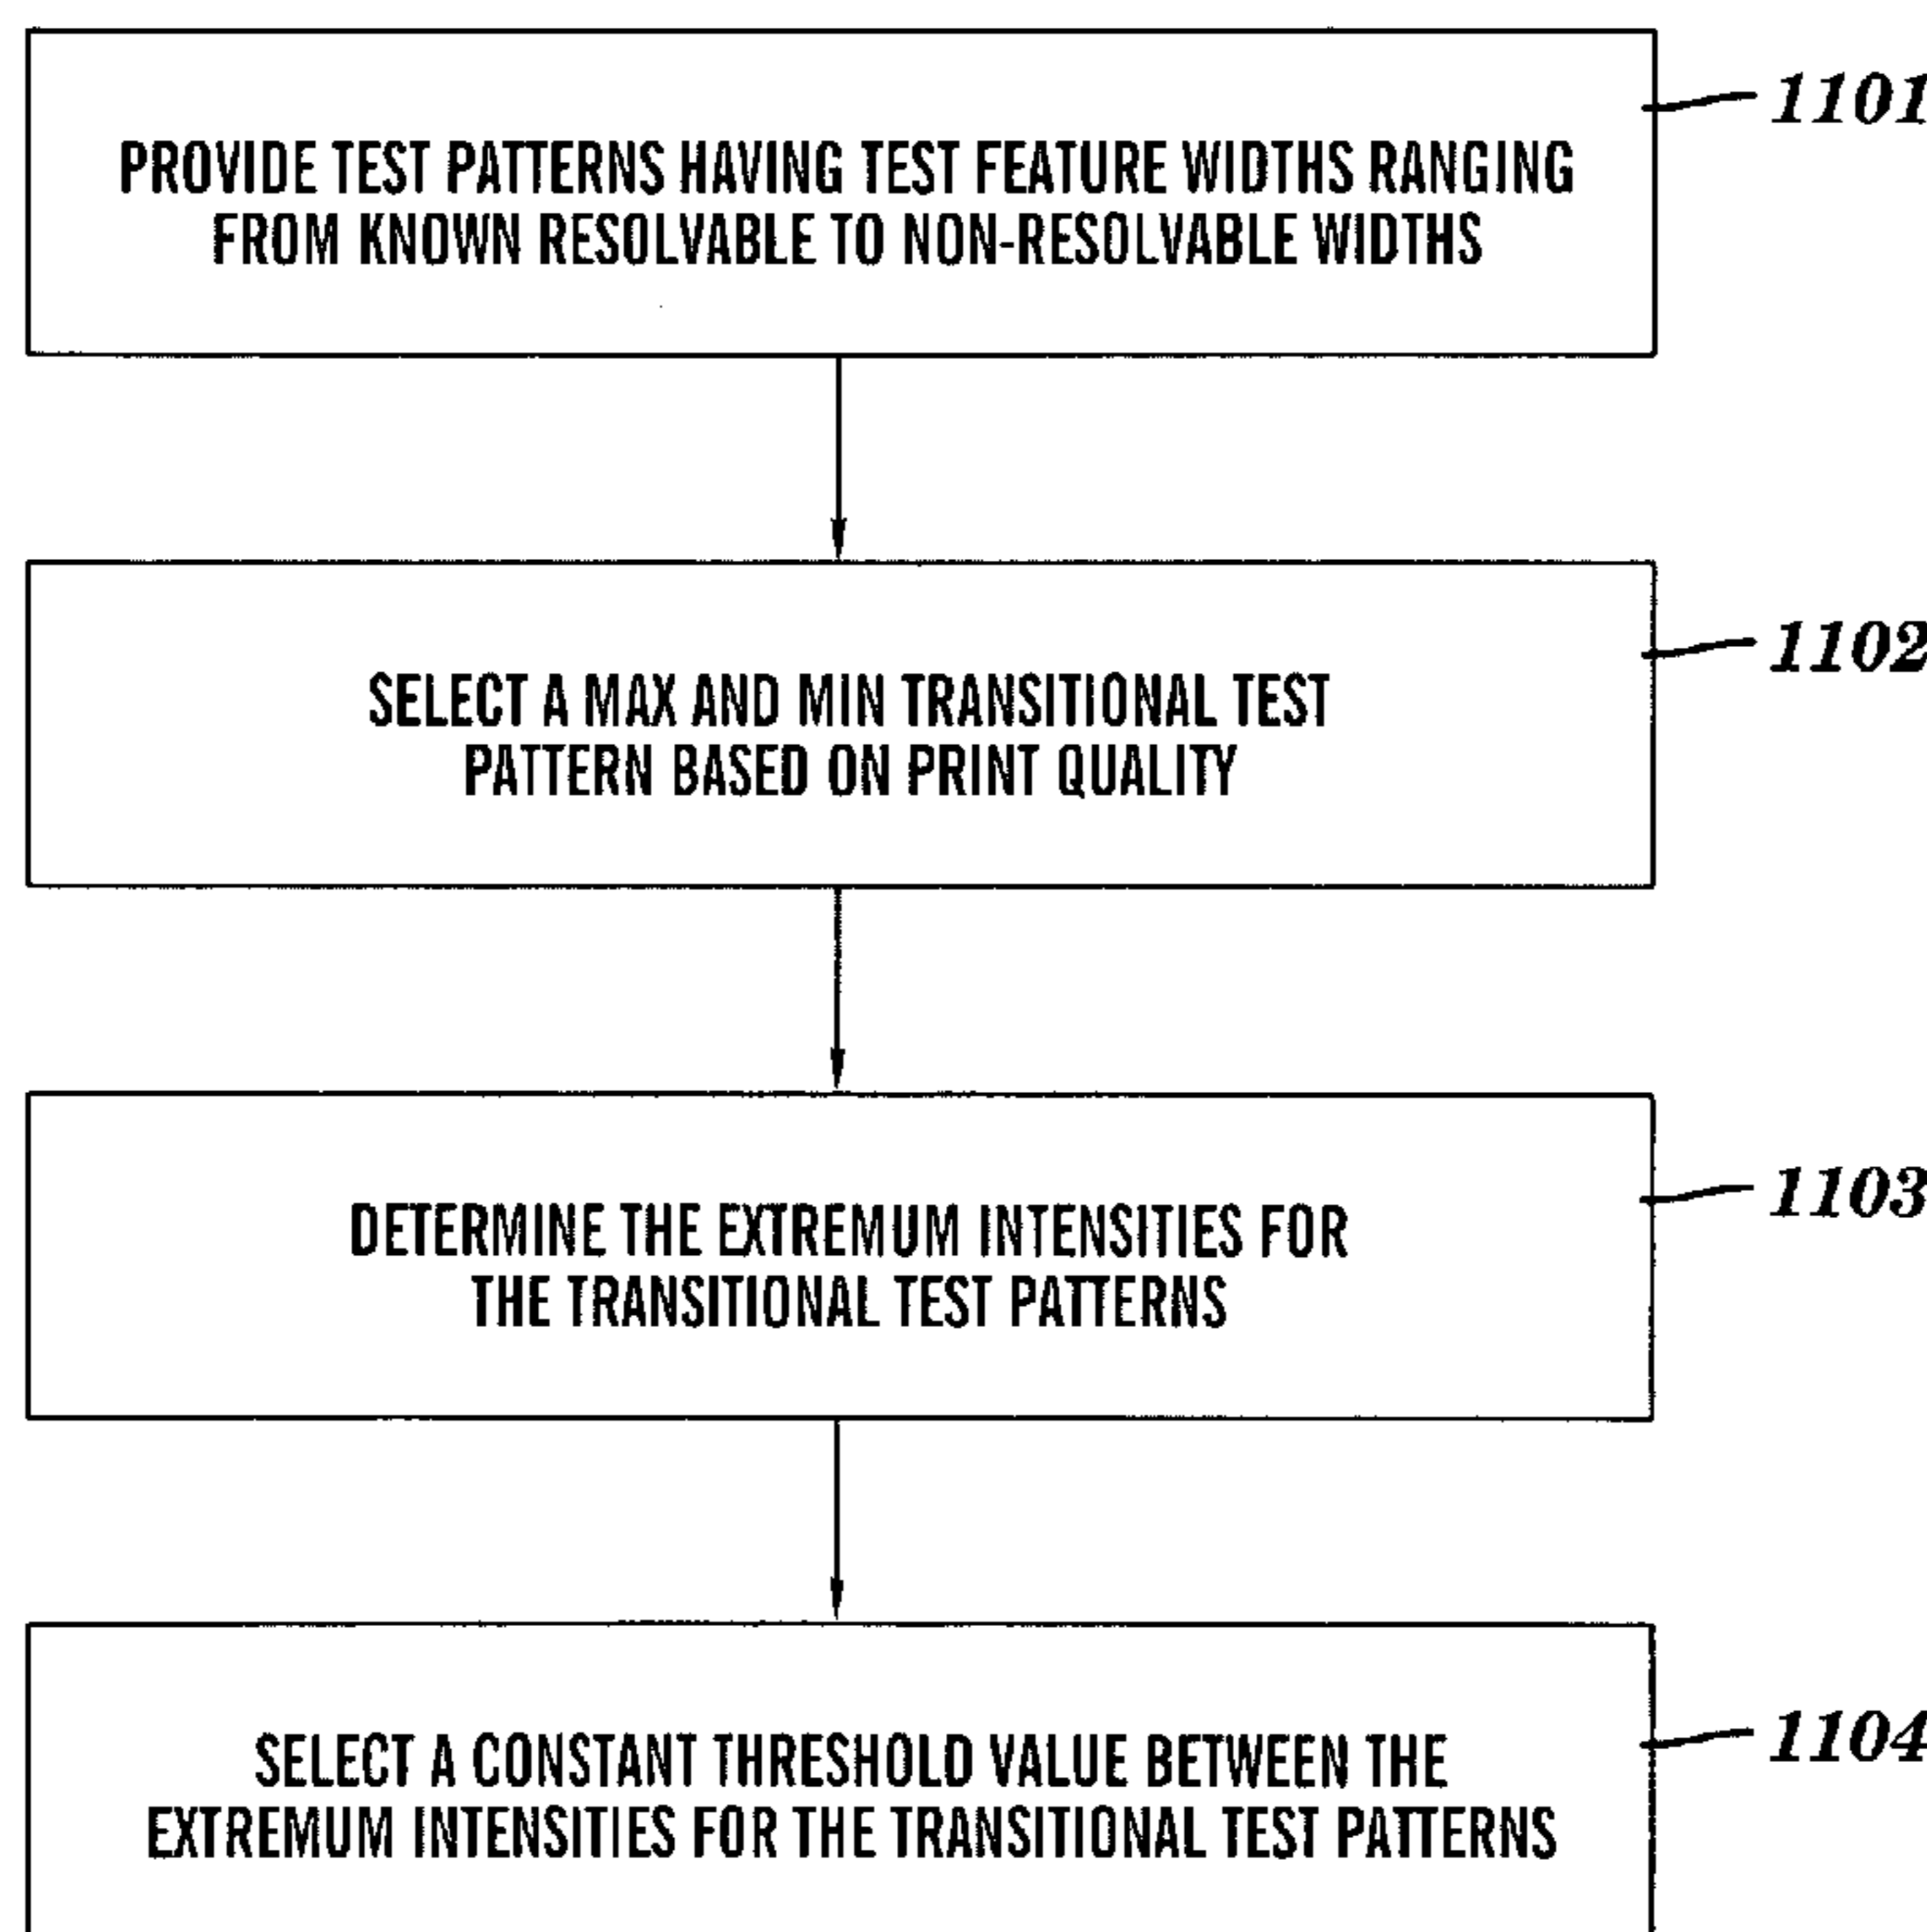 1101
PROVIDE TEST PATTERNS HAVING TEST FEATURE WIDTHS RANGING
FROM KNOWN RESOLVABLE TO NON-RESOLVABLE WIDTHS
1102
SELECT A MAX AND MIN TRANSITIONAL TEST
PATTERN BASED ON PRINT QUALITY
1103
DETERMINE THE EXTREMUM INTENSITIES FOR
THE TRANSITIONAL TEST PATTERNS
1104
SELECT A CONSTANT THRESHOLD VALUE BETWEEN THE
EXTREMUM INTENSITIES FOR THE TRANSITIONAL TEST PATTERNS